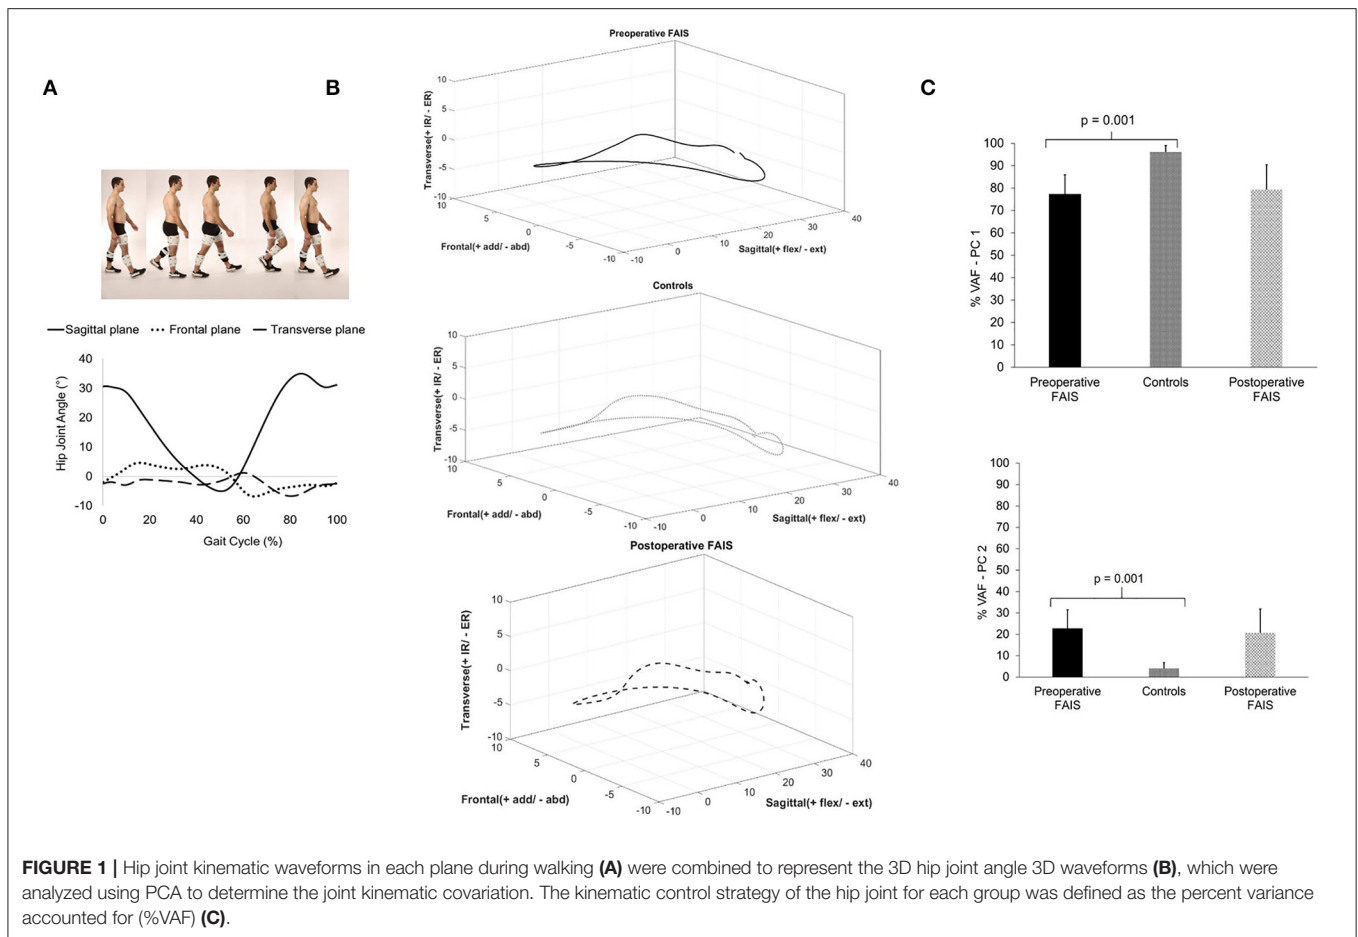 A
B
C
Sagittal plane Frontal plane Transverse plane
Hip Joint Angle (°)
40
30
20
10
0
-10
0 20 40 60 80 100
Gait Cycle (%)
Preoperative FAIS
Transverse(+ IR/ - ER)
10
5
0
-5
-10
10
5
0
-5
-10
Frontal(+ add/ - abd)
-10
0
10
20
30
40
Sagittal(+ flex/ - ext)
Controls
Transverse(+ IR/ - ER)
10
5
0
-5
-10
10
5
0
-5
-10
Frontal(+ add/ - abd)
-10
0
10
20
30
40
Sagittal(+ flex/ - ext)
Postoperative FAIS
Transverse(+ IR/ - ER)
10
5
0
-5
-10
10
5
0
-5
-10
Frontal(+ add/ - abd)
-10
0
10
20
30
40
Sagittal(+ flex/ - ext)
p = 0.001
% VAF - PC 1
100
90
80
70
60
50
40
30
20
10
0
Preoperative Controls Postoperative
FAIS FAIS
p = 0.001
% VAF - PC 2
100
90
80
70
60
50
40
30
20
10
0
Preoperative Controls Postoperative
FAIS FAIS
FIGURE 1 | Hip joint kinematic waveforms in each plane during walking (A) were combined to represent the 3D hip joint angle 3D waveforms (B), which were
analyzed using PCA to determine the joint kinematic covariation. The kinematic control strategy of the hip joint for each group was defined as the percent variance
accounted for (%VAF) (C).